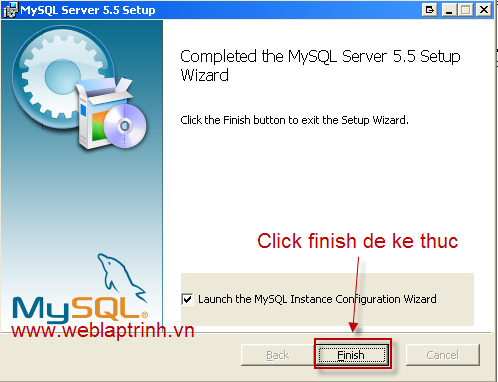 MySQL Server 5.5 Setup
Completed the MySQL Server 5.5 Setup
Wizard
Click the Finish button to exit the Setup Wizard.
Click finish de ke thuc
Launch the MySQL Instance Configuration Wizard
MySQL®
www.weblaptrinh.vn
Back
Finish
Cancel